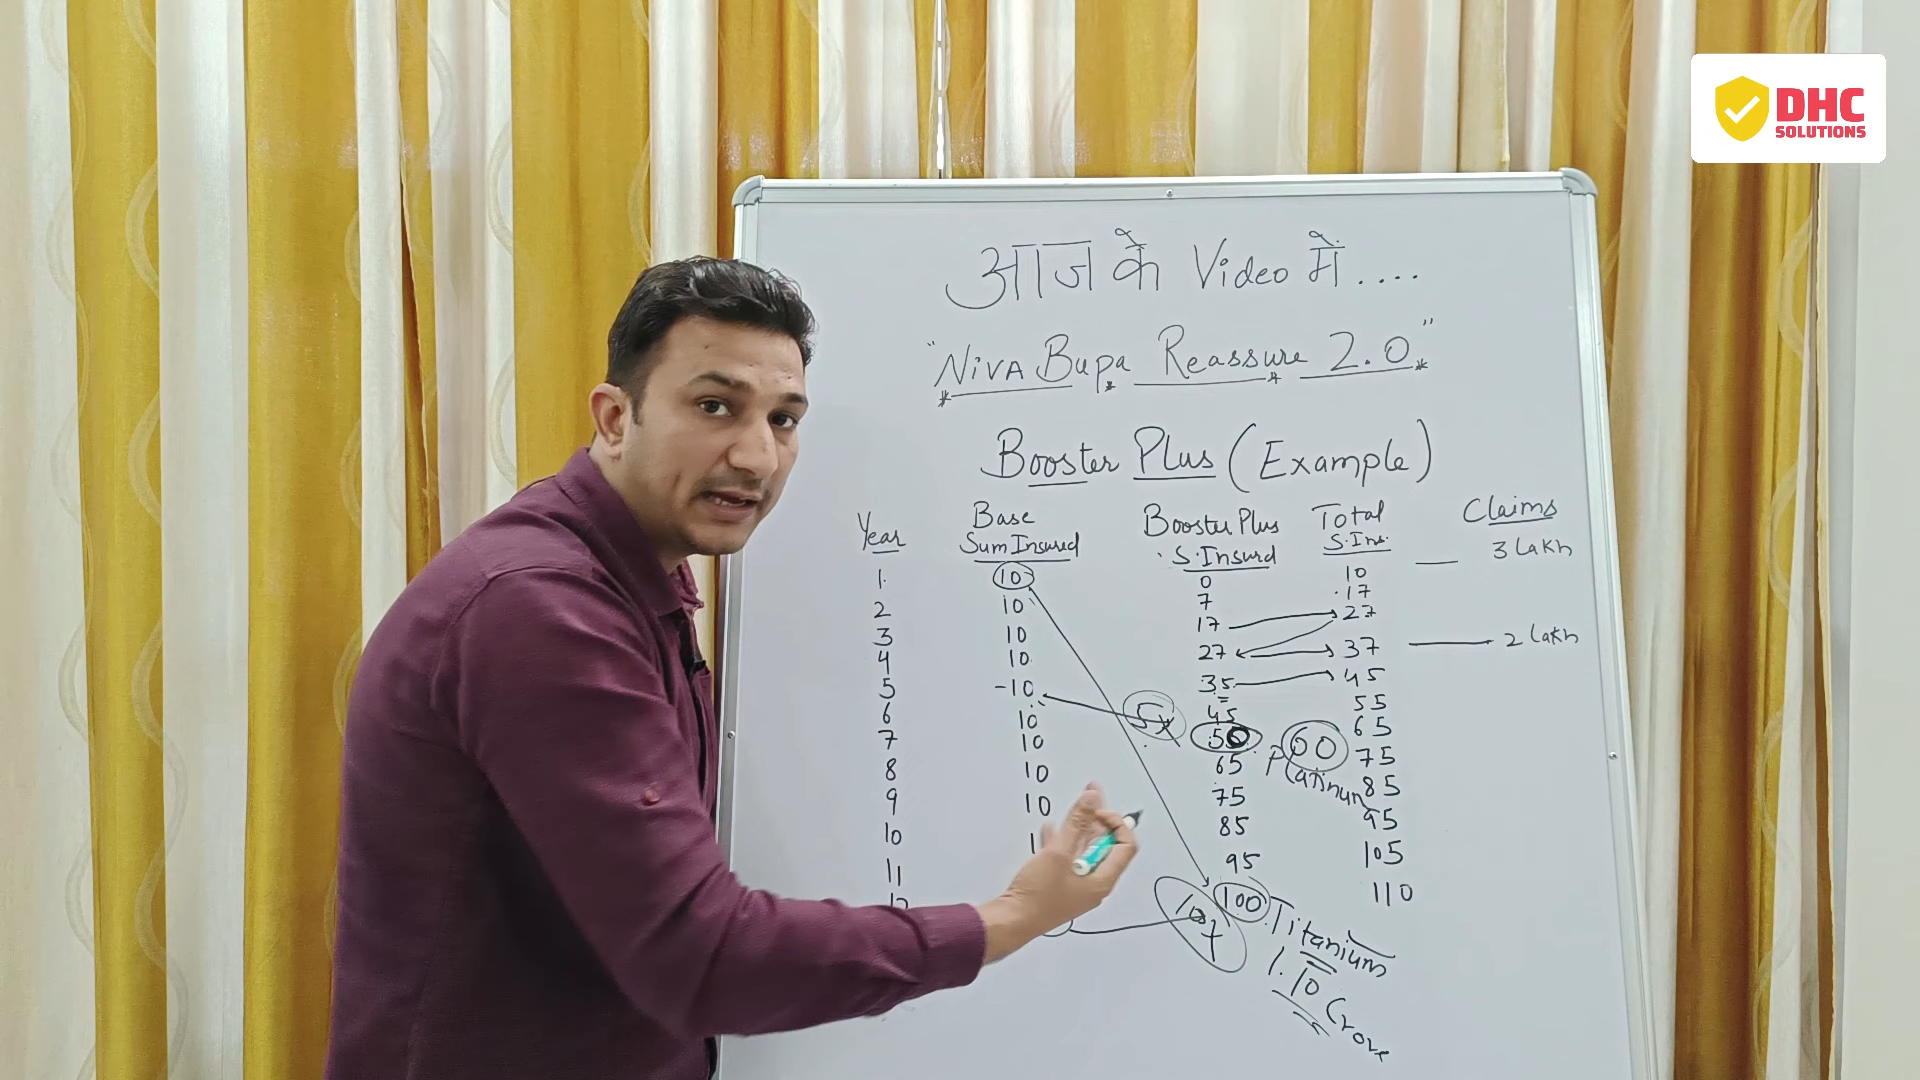 DHC
SOLUTIONS
आज के Video में ....
"Niva Bupa Reassure 2.0"
Booster Plus (Example)
Year Base Sum Insured Booster Plus S.Insurd Total S.Ins. Claims
1 10 0 10 — 3 Lakh
2 10 7 17
3 10 17 27
4 10 27 37 — 2 Lakh
5 -10 35 45
6 10 45 55
5x
7 10 50 65
60
Platinum
8 10 65 75
9 10 75 85
10 85 95
11 95 105
12 100 110
10x
Titanium
1.10 Crore